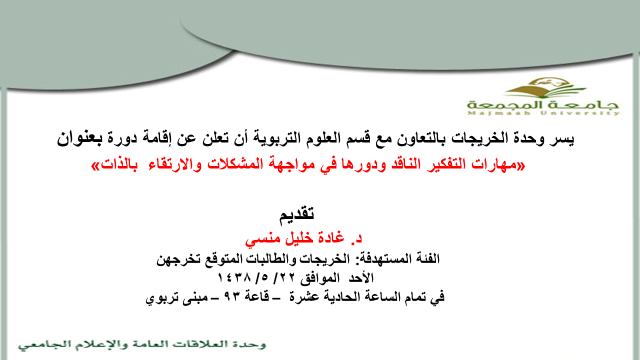 جامعة المجمعة
Majmaah University
يسر وحدة الخريجات بالتعاون مع قسم العلوم التربوية أن تعلن عن إقامة دورة بعنوان
«مهارات التفكير الناقد ودورها في مواجهة المشكلات والارتقاء بالذات»
تقديم
د. غادة خليل منسي
الفئة المستهدفة: الخريجات والطالبات المتوقع تخرجهن
الأحد الموافق ٢٢/ ٥/ ١٤٣٨
في تمام الساعة الحادية عشرة – قاعة ٩٣ – مبنى تربوي
وحدة العلاقات العامة والإعلام الجامعي